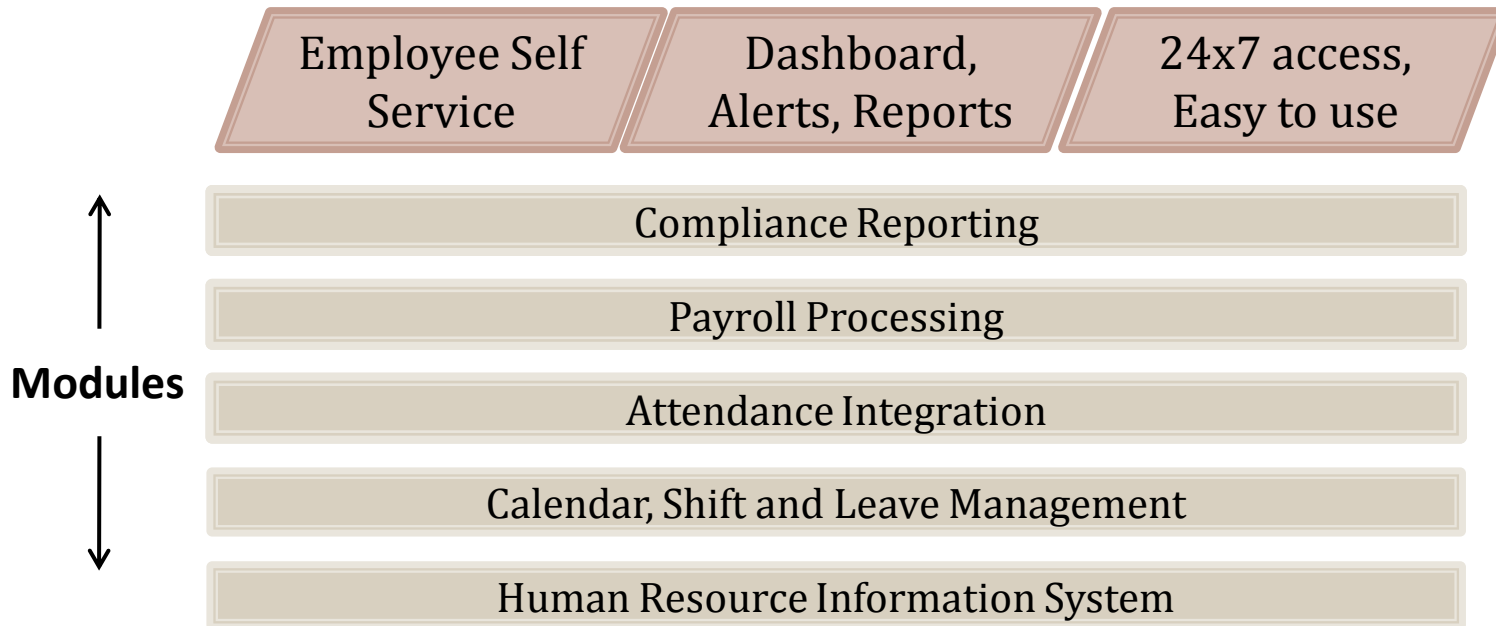 Employee Self
Service
Dashboard,
Alerts, Reports
24x7 access,
Easy to use
Compliance Reporting
Payroll Processing
Modules
Attendance Integration
Calendar, Shift and Leave Management
Human Resource Information System